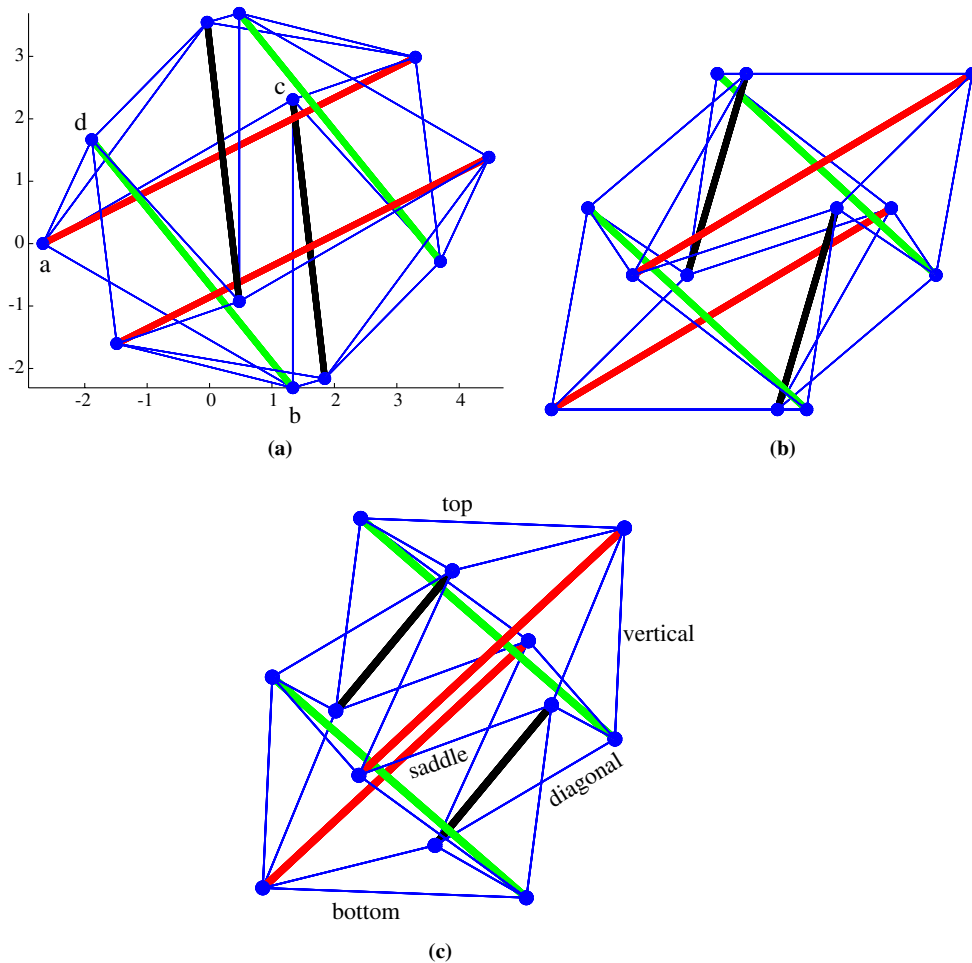 3
2
1
0
-1
-2
-2 -1 0 1 2 3 4
d
c
a
b
(a)
(b)
top
vertical
saddle
diagonal
bottom
(c)